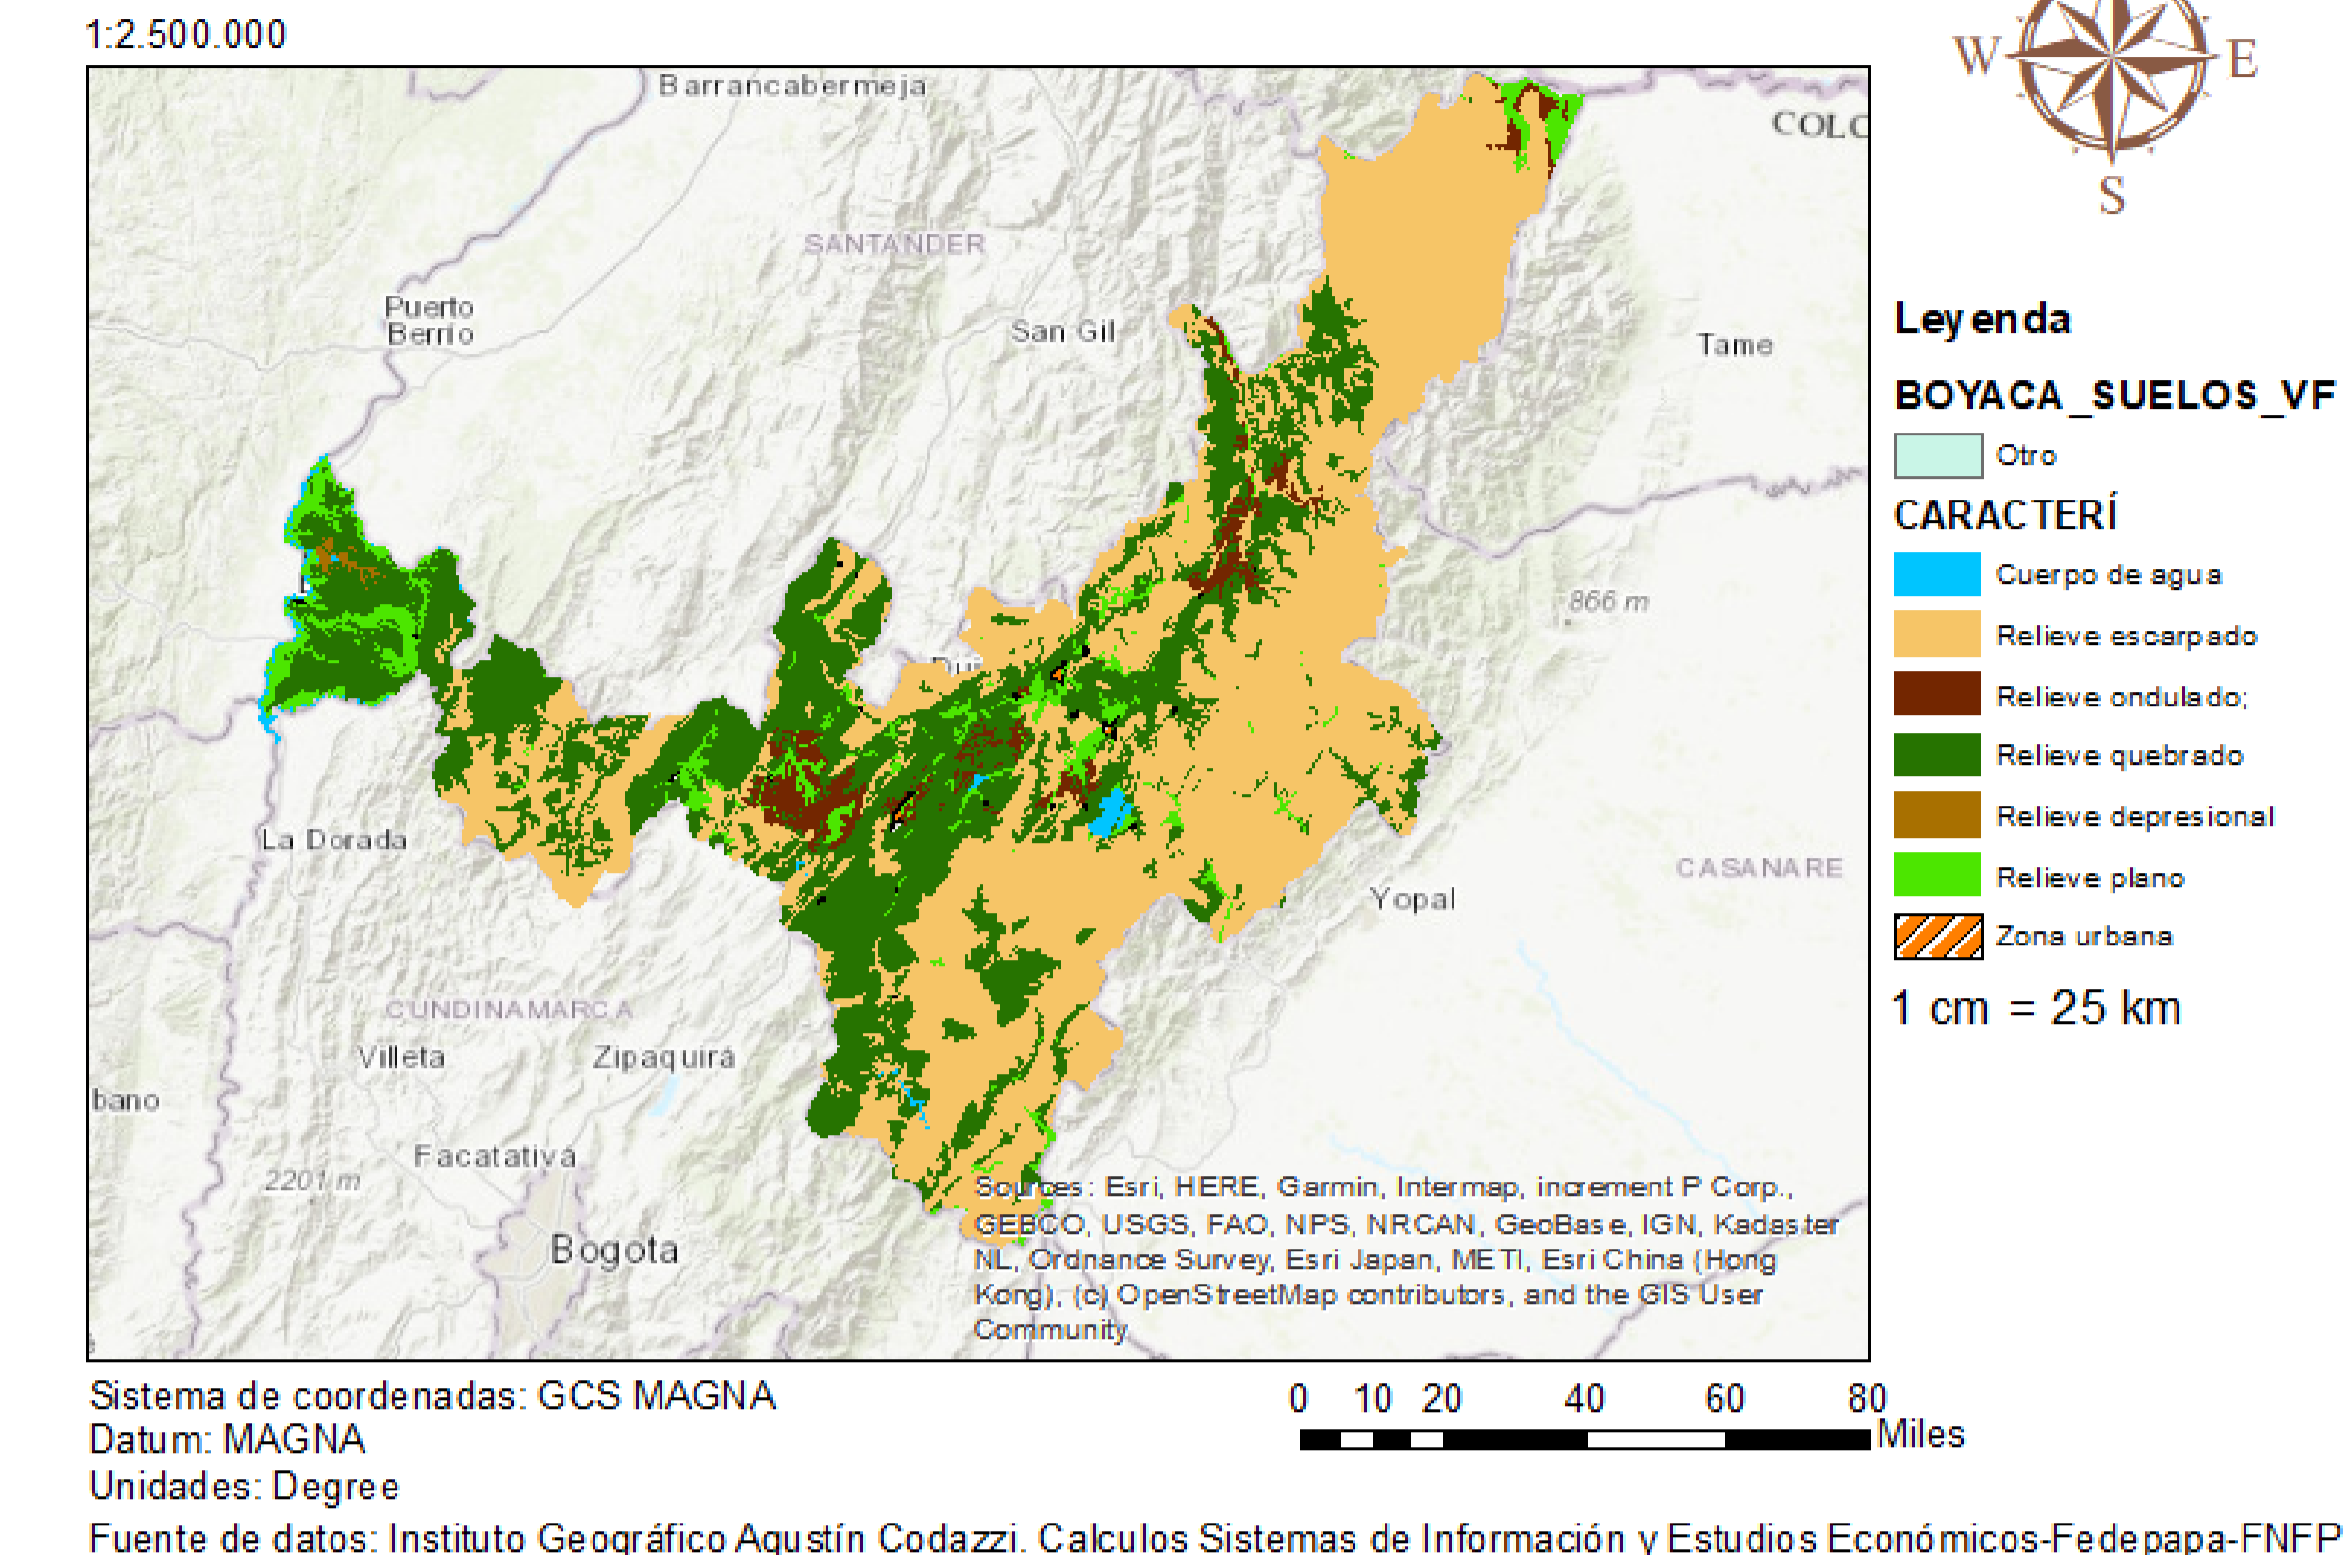 1:2.500.000
W
E
S
Barrancabermeja
COLO
SANTANDER
Puerto
Berrío
San Gil
Tame
Leyenda
BOYACA_SUELOS_VF
Otro
CARACTERÍ
Cuerpo de agua
866 m
Relieve escarpado
Dui
Relieve ondulado;
Relieve quebrado
Relieve depresional
La Dorada
CASANARE
Relieve plano
Yopal
Zona urbana
1 cm = 25 km
CUNDINAMARCA
Villeta
Zipaquirá
bano
Facatativá
2201 m
Bogota
Sources: Esri, HERE, Garmin, Intermap, increment P Corp.,
GEBCO, USGS, FAO, NPS, NRCAN, GeoBase, IGN, Kadaster
NL, Ordnance Survey, Esri Japan, METI, Esri China (Hong
Kong), (c) OpenStreetMap contributors, and the GIS User
Community
Sistema de coordenadas: GCS MAGNA
Datum: MAGNA
Unidades: Degree
0 10 20 40 60 80
Miles
Fuente de datos: Instituto Geográfico Agustín Codazzi. Calculos Sistemas de Información y Estudios Económicos-Fedepapa-FNFP